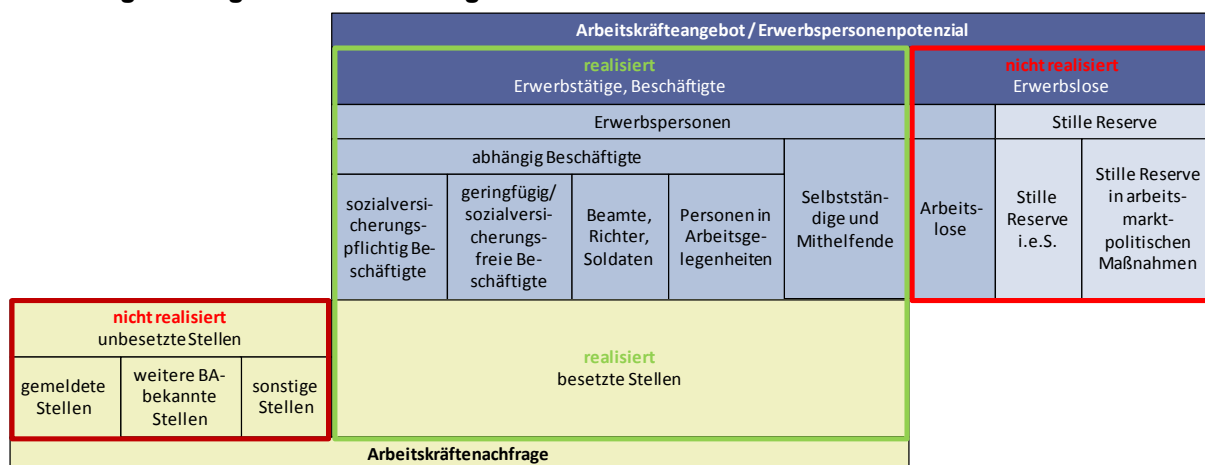 Arbeitskräfteangebot / Erwerbspersonenpotenzial
realisiert
Erwerbstätige, Beschäftigte
nicht realisiert
Erwerbslose
Erwerbspersonen
Stille Reserve
abhängig Beschäftigte
sozialversi-
cherungs-
pflichtig Be-
schäftigte
geringfügig/
sozialversi-
cherungs-
freie Be-
schäftigte
Beamte,
Richter,
Soldaten
Personen in
Arbeitsge-
legenheiten
Selbststän-
dige und
Mithelfende
Arbeits-
lose
Stille
Reserve
i.e.S.
Stille Reserve
in arbeits-
markt-
politischen
Maßnahmen
nicht realisiert
unbesetzte Stellen
realisiert
besetzte Stellen
gemeldete
Stellen
weitere BA-
bekannte
Stellen
sonstige
Stellen
Arbeitskräftenachfrage